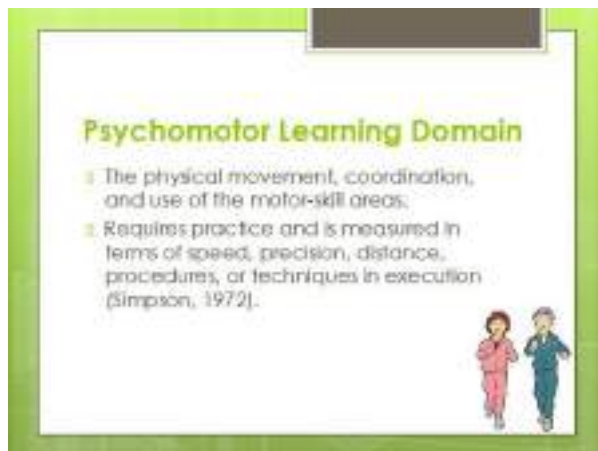 Psychomotor Learning Domain
The physical movement, coordination,
and use of the motor-skill areas.
Requires practice and is measured in
terms of speed, precision, distance,
procedures, or techniques in execution
(Simpson, 1972).